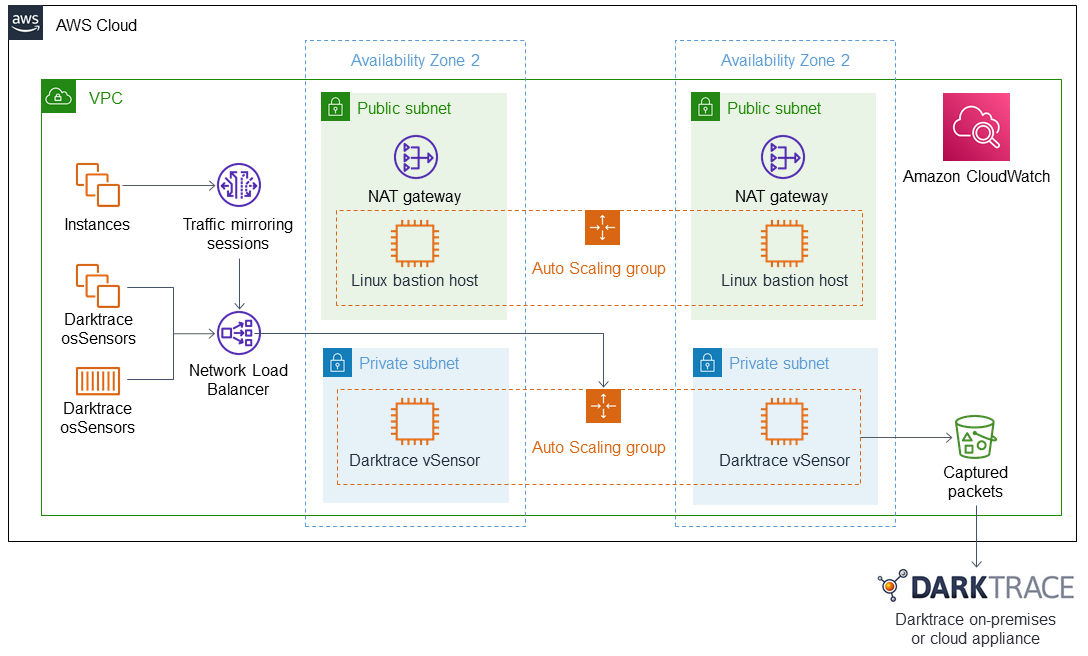 aws
AWS Cloud
Availability Zone 2
Availability Zone 2
VPC
Public subnet
Public subnet
NAT gateway
NAT gateway
Amazon CloudWatch
Instances
Traffic mirroring
sessions
Auto Scaling group
Linux bastion host
Linux bastion host
Darktrace
osSensors
Network Load
Balancer
Private subnet
Private subnet
Darktrace
osSensors
Auto Scaling group
Darktrace vSensor
Darktrace vSensor
Captured
packets
DARKTRACE
Darktrace on-premises
or cloud appliance